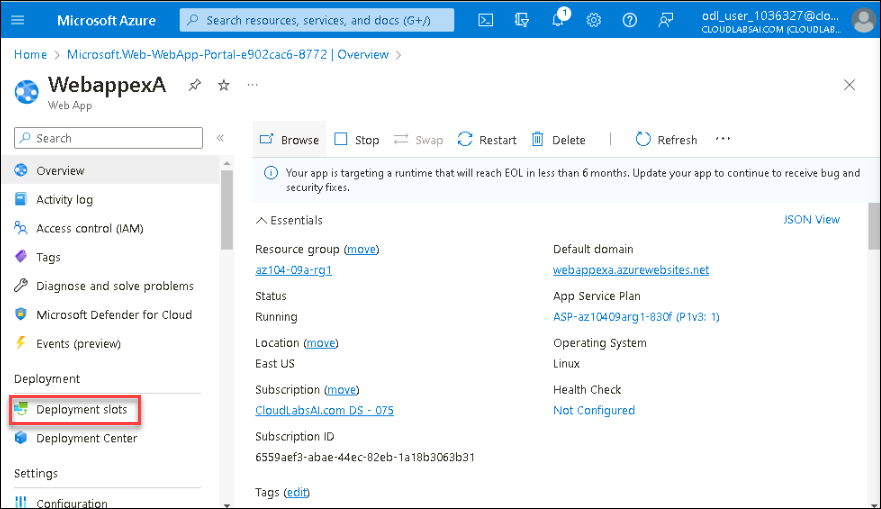 Microsoft Azure
Search resources, services, and docs (G+/)
1
odl_user_1036327@clo...
CLOUDLABSAI.COM (CLOUDLAB...
Home > Microsoft.Web-WebApp-Portal-e902cac6-8772 | Overview >
WebappexA
...
Web App
Search
«
Browse
Stop
Swap
Restart
Delete
Refresh
...
Overview
Activity log
Access control (IAM)
Tags
Diagnose and solve problems
Microsoft Defender for Cloud
Events (preview)
Deployment
Deployment slots
Deployment Center
Settings
Configuration
Your app is targeting a runtime that will reach EOL in less than 6 months. Update your app to continue to receive bug and
security fixes.
Essentials
JSON View
Resource group (move)
az104-09a-rg1
Status
Running
Location (move)
East US
Subscription (move)
CloudLabsAI.com DS - 075
Subscription ID
6559aef3-abae-44ec-82eb-1a18b3063b31
Tags (edit)
Default domain
webappexa.azurewebsites.net
App Service Plan
ASP-az10409arg1-830f (P1v3: 1)
Operating System
Linux
Health Check
Not Configured